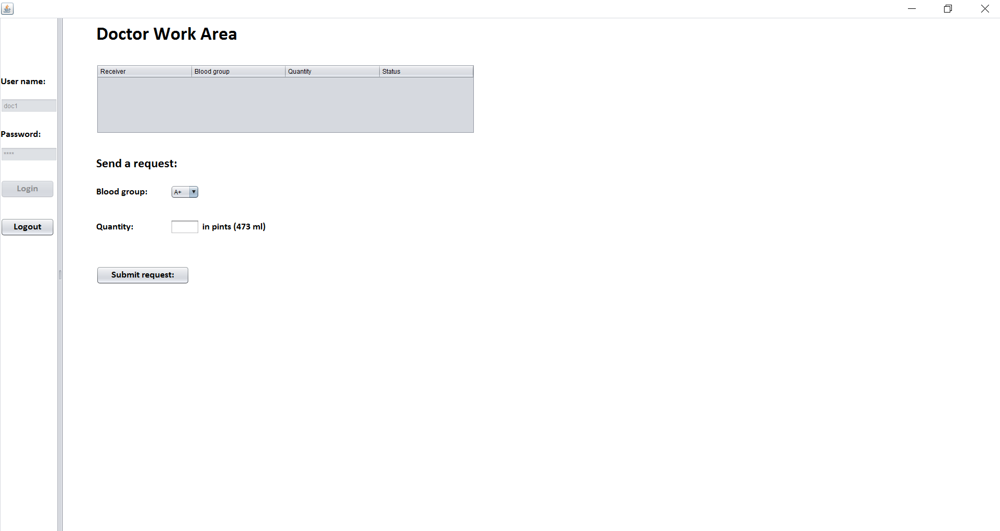 Doctor Work Area
Receiver Blood group Quantity Status
User name:
doc1
Password:
****
Login
Logout
Send a request:
Blood group: A+
Quantity: in pints (473 ml)
Submit request: